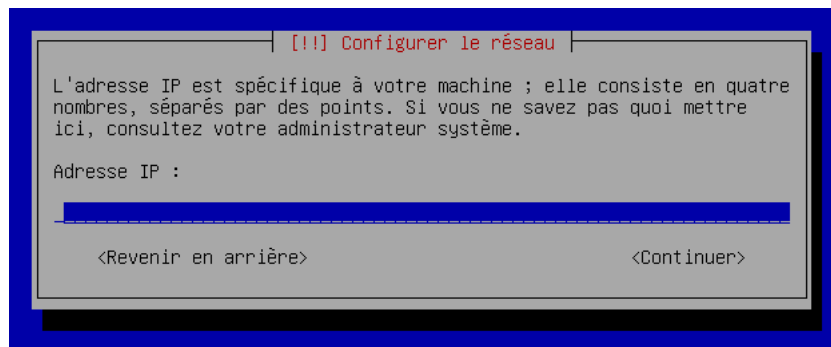 [!!] Configurer le réseau
L'adresse IP est spécifique à votre machine ; elle consiste en quatre
nombres, séparés par des points. Si vous ne savez pas quoi mettre
ici, consultez votre administrateur système.
Adresse IP :
<Revenir en arrière> <Continuer>